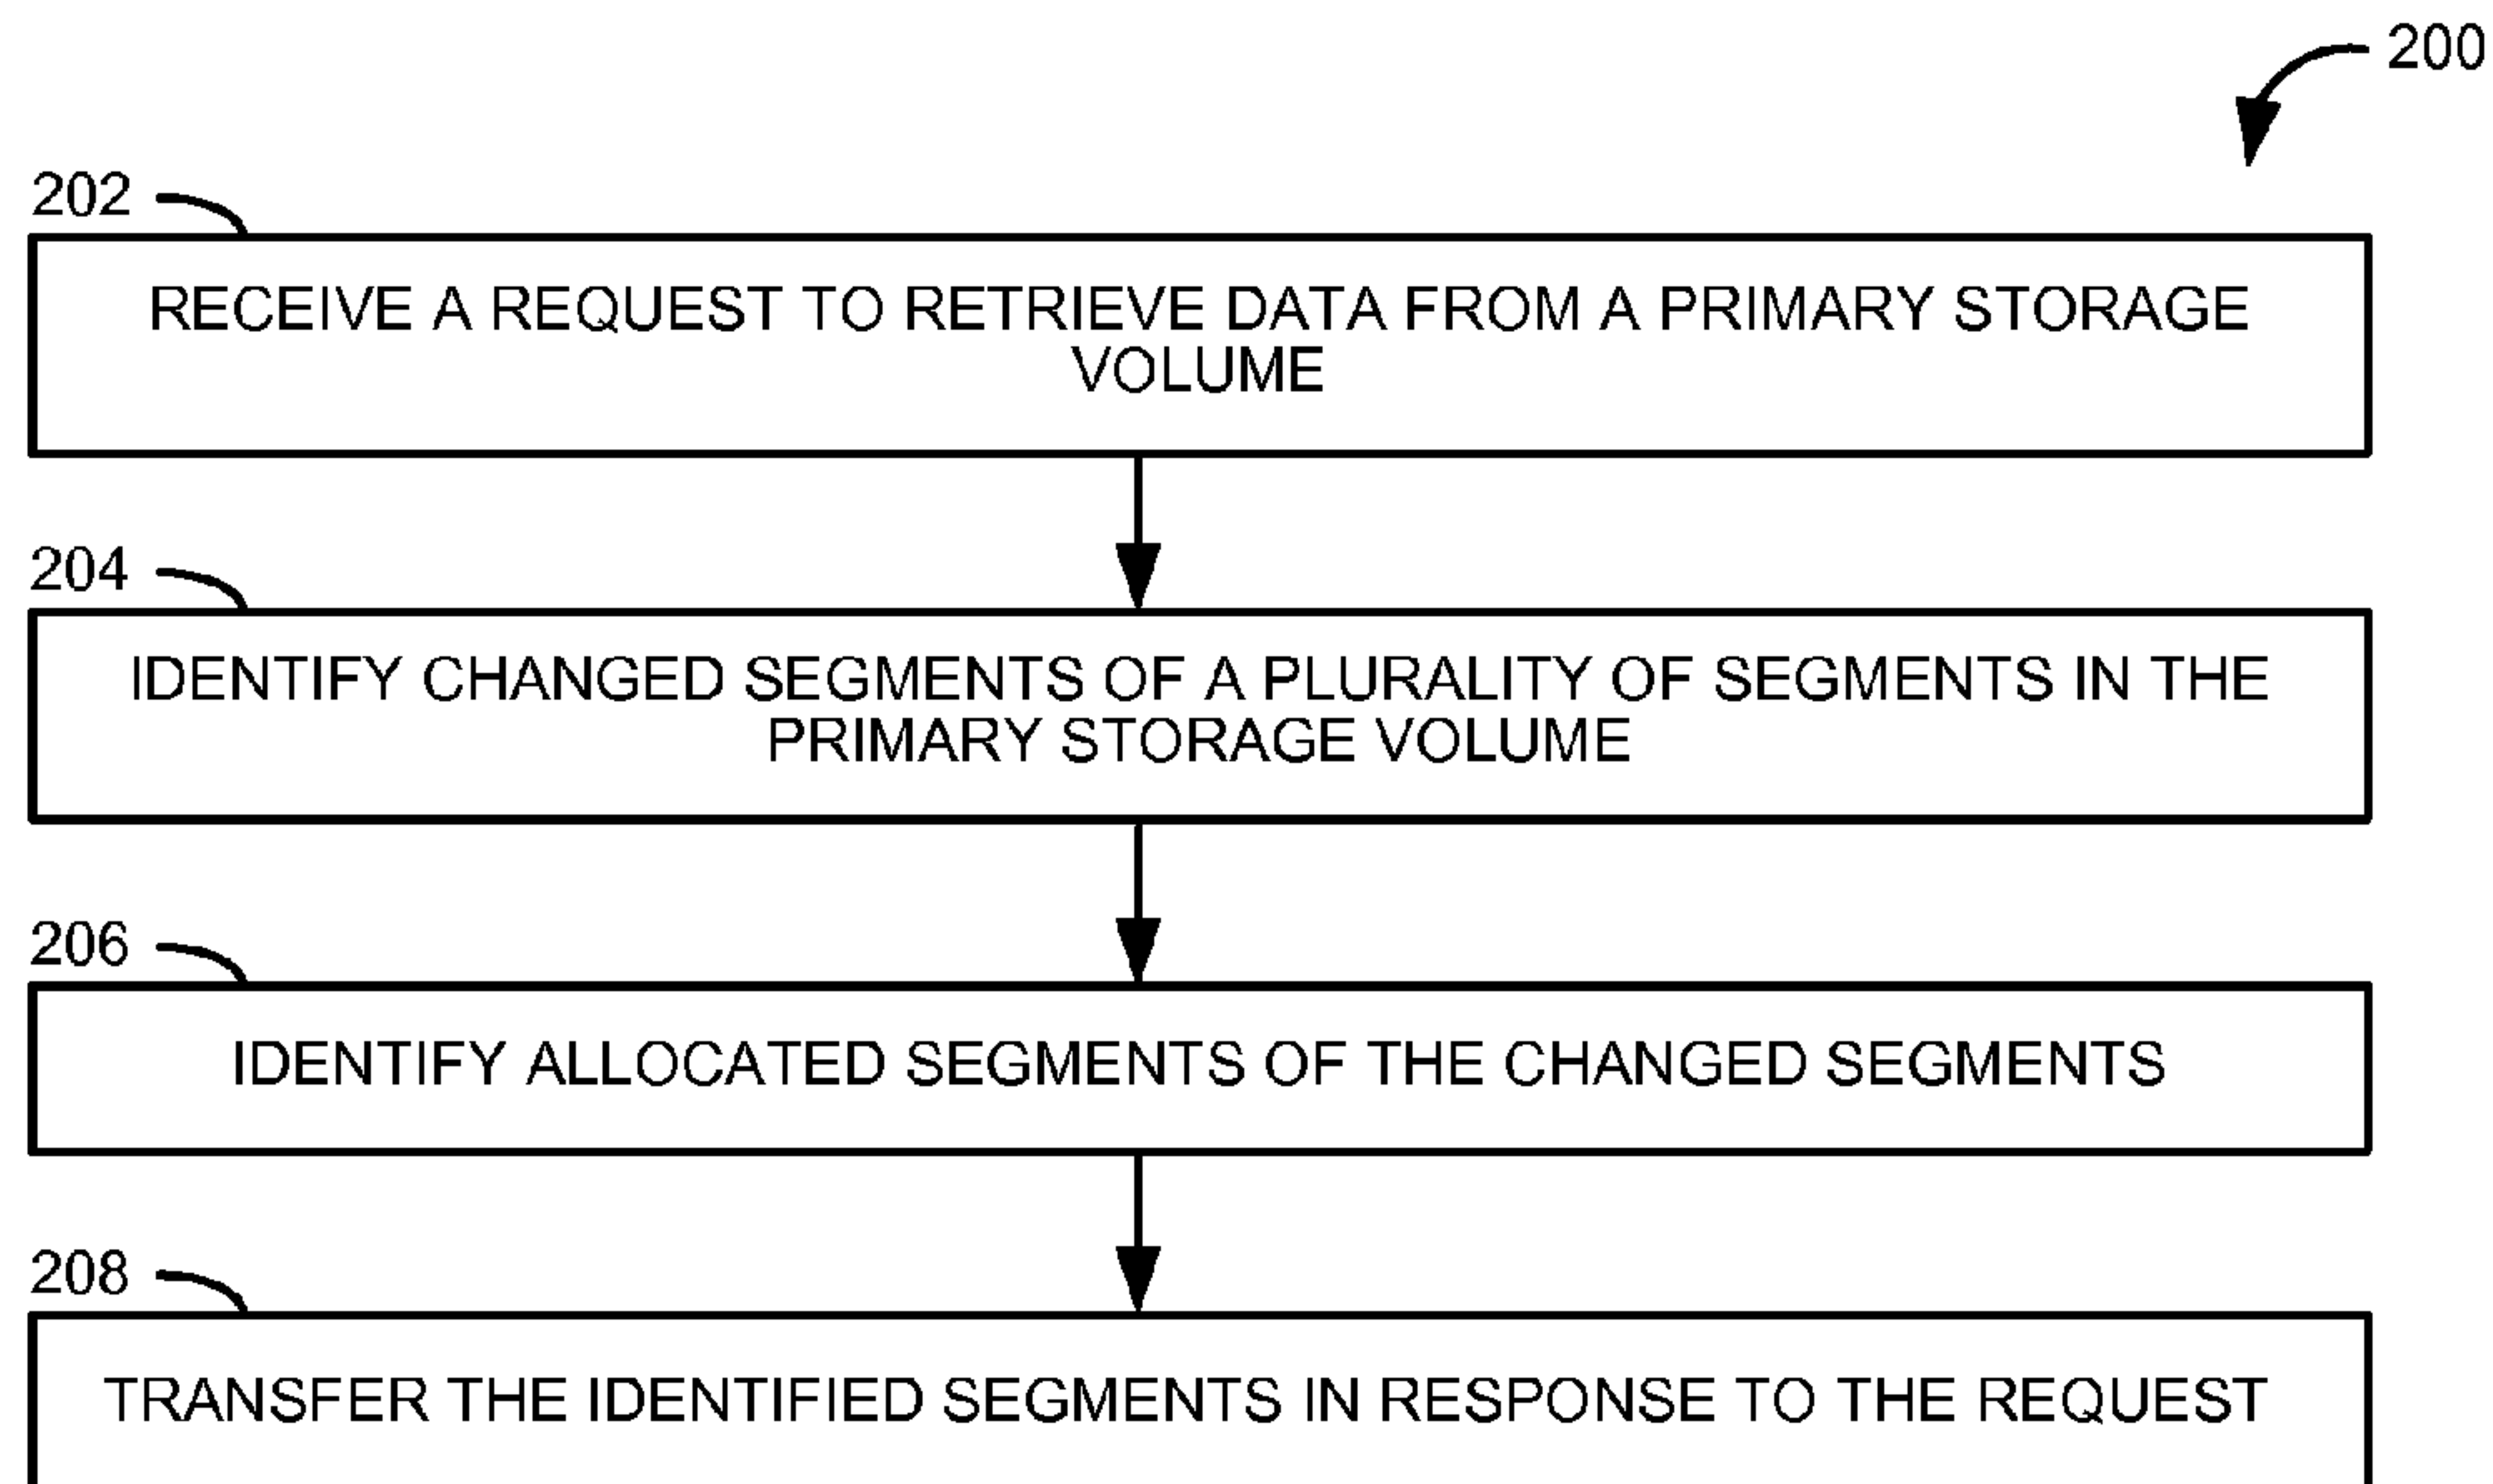 200
202
RECEIVE A REQUEST TO RETRIEVE DATA FROM A PRIMARY STORAGE
VOLUME
204
IDENTIFY CHANGED SEGMENTS OF A PLURALITY OF SEGMENTS IN THE
PRIMARY STORAGE VOLUME
206
IDENTIFY ALLOCATED SEGMENTS OF THE CHANGED SEGMENTS
208
TRANSFER THE IDENTIFIED SEGMENTS IN RESPONSE TO THE REQUEST